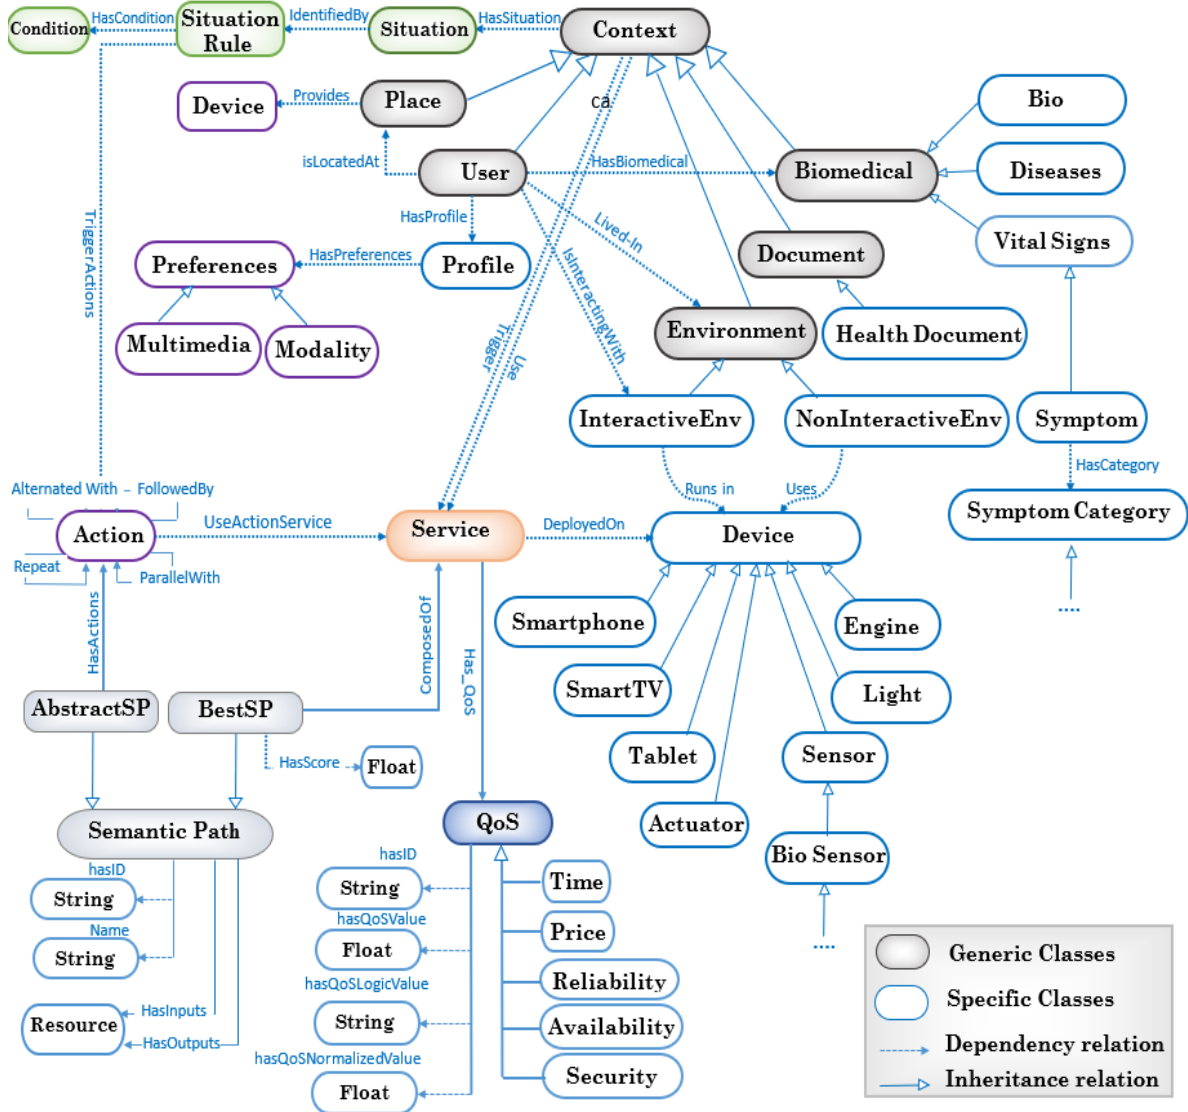 HasCondition
Situation
Rule
IdentifiedBy
HasSituation
Condition
Situation
Context
Device
Provides
Place
ca
Bio
isLocatedAt
User
HasBiomedical
Biomedical
Diseases
TriggerActions
HasProfile
Lived-In
Vital Signs
Preferences
HasPreferences
Profile
IsInteractingWith
Document
Multimedia
Modality
Trigger
Use
Environment
Health Document
InteractiveEnv
NonInteractiveEnv
Symptom
HasCategory
Alternated With – FollowedBy
Runs in
Uses
Action
UseActionService
Service
DeployedOn
Device
Symptom Category
Repeat
ParallelWith
HasActions
ComposedOf
Has_QoS
Smartphone
Engine
....
AbstractSP
BestSP
SmartTV
Light
HasScore
Float
Tablet
Sensor
Semantic Path
QoS
Actuator
Bio Sensor
hasID
String
hasID
String
Time
Name
String
hasQoSValue
Float
Price
....
hasQoSLogicValue
String
Reliability
Resource
HasInputs
HasOutputs
Availability
hasQoSNormalizedValue
Float
Security
Generic Classes
Specific Classes
Dependency relation
Inheritance relation